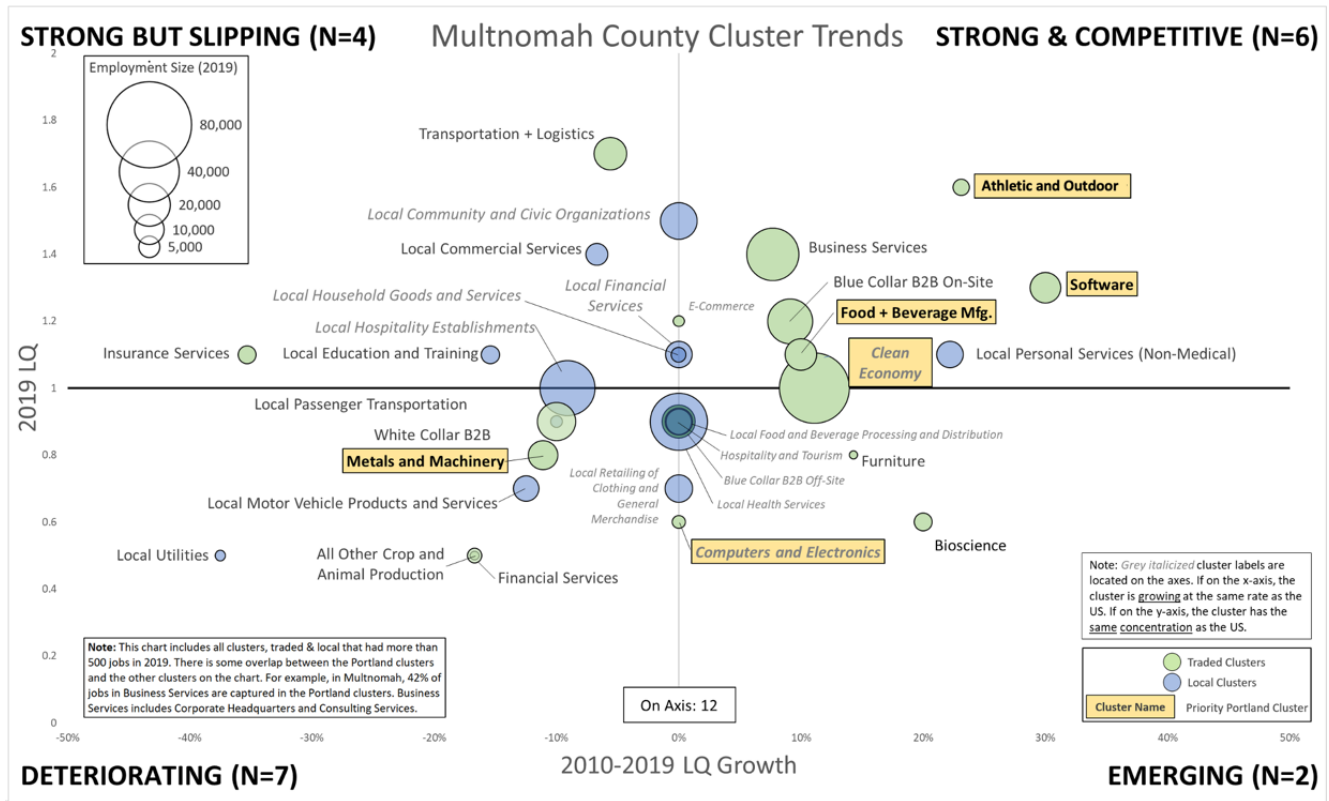 STRONG BUT SLIPPING (N=4)
Multnomah County Cluster Trends
STRONG & COMPETITIVE (N=6)
2
1.8
1.6
1.4
1.2
1
0.8
0.6
0.4
0.2
0
2019 LQ
Employment Size (2019)
80,000
40,000
20,000
10,000
5,000
Transportation + Logistics
Athletic and Outdoor
Local Community and Civic Organizations
Local Commercial Services
Business Services
Local Household Goods and Services
Local Financial
Services
Blue Collar B2B On-Site
Software
E-Commerce
Food + Beverage Mfg.
Local Hospitality Establishments
Insurance Services
Local Education and Training
Clean
Economy
Local Personal Services (Non-Medical)
Local Passenger Transportation
White Collar B2B
Metals and Machinery
Local Food and Beverage Processing and Distribution
Hospitality and Tourism
Furniture
Local Retailing of
Clothing and
General
Merchandise
Blue Collar B2B Off-Site
Local Health Services
Local Motor Vehicle Products and Services
Local Utilities
All Other Crop and
Animal Production
Financial Services
Computers and Electronics
Bioscience
Note: Grey italicized cluster labels are
located on the axes. If on the x-axis, the
cluster is growing at the same rate as the
US. If on the y-axis, the cluster has the
same concentration as the US.
Note: This chart includes all clusters, traded & local that had more than
500 jobs in 2019. There is some overlap between the Portland clusters
and the other clusters on the chart. For example, in Multnomah, 42% of
jobs in Business Services are captured in the Portland clusters. Business
Services includes Corporate Headquarters and Consulting Services.
Traded Clusters
Local Clusters
Cluster Name Priority Portland Cluster
On Axis: 12
-50% -40% -30% -20% -10% 0% 10% 20% 30% 40% 50%
DETERIORATING (N=7)
2010-2019 LQ Growth
EMERGING (N=2)